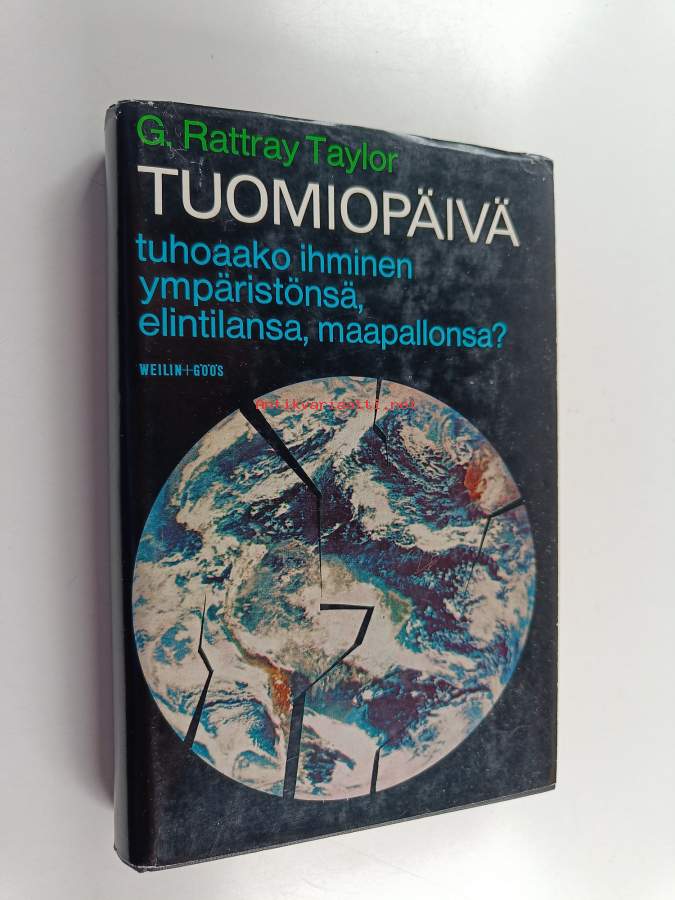 G. Rattray Taylor
TUOMIOPÄIVÄ
tuhoaako ihminen
ympäristönsä,
elintilansa, maapallonsa?
WEILIN+GÖÖS
Antikvariaatti.net